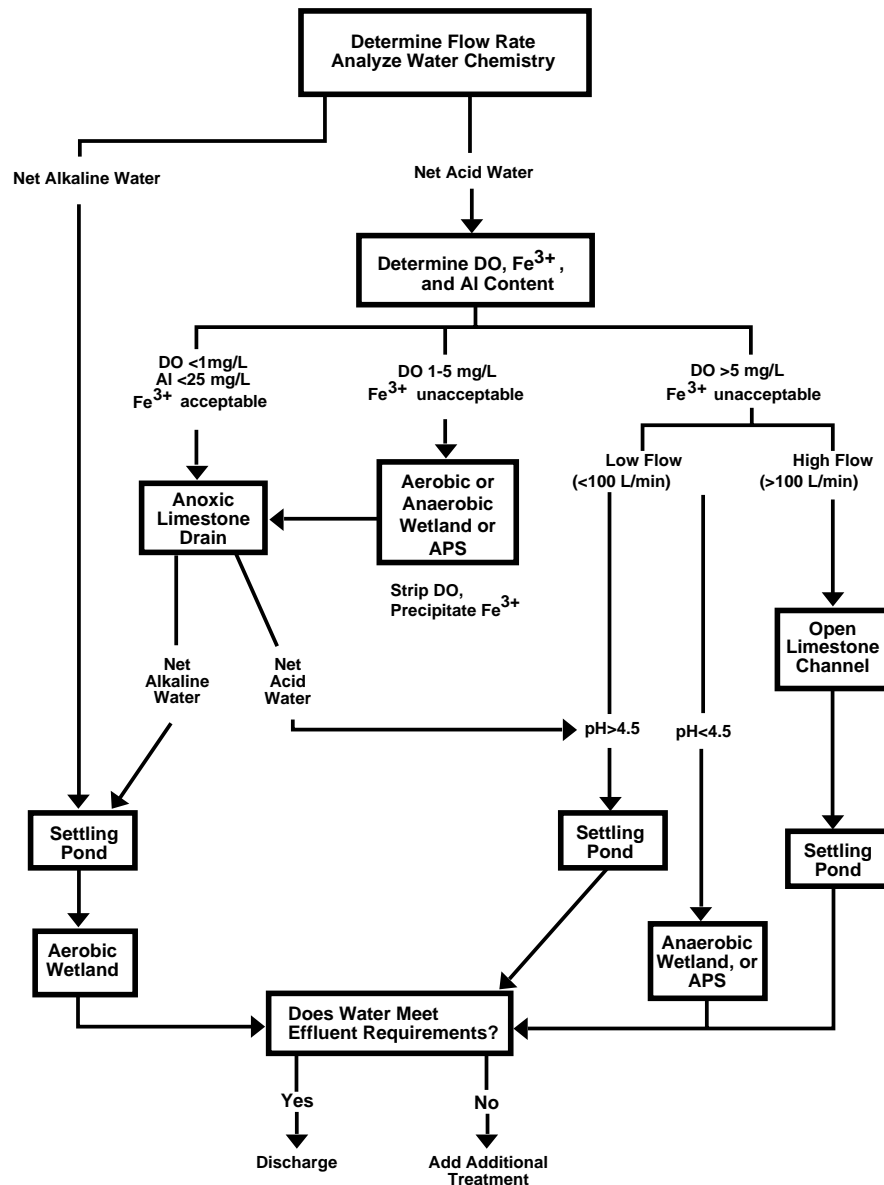 Determine Flow Rate
Analyze Water Chemistry
Net Alkaline Water
Net Acid Water
Determine DO, Fe3+ ,
and Al Content
DO <1mg/L
Al <25 mg/L
Fe3+ acceptable
DO 1-5 mg/L
Fe3+ unacceptable
DO >5 mg/L
Fe3+ unacceptable
Low Flow
(<100 L/min)
High Flow
(>100 L/min)
Anoxic
Limestone
Drain
Aerobic or
Anaerobic
Wetland or
APS
Strip DO,
Precipitate Fe3+
Open
Limestone
Channel
Net
Alkaline
Water
Net
Acid
Water
pH>4.5
pH<4.5
Settling
Pond
Settling
Pond
Settling
Pond
Aerobic
Wetland
Anaerobic
Wetland, or
APS
Does Water Meet
Effluent Requirements?
Yes
No
Discharge
Add Additional
Treatment